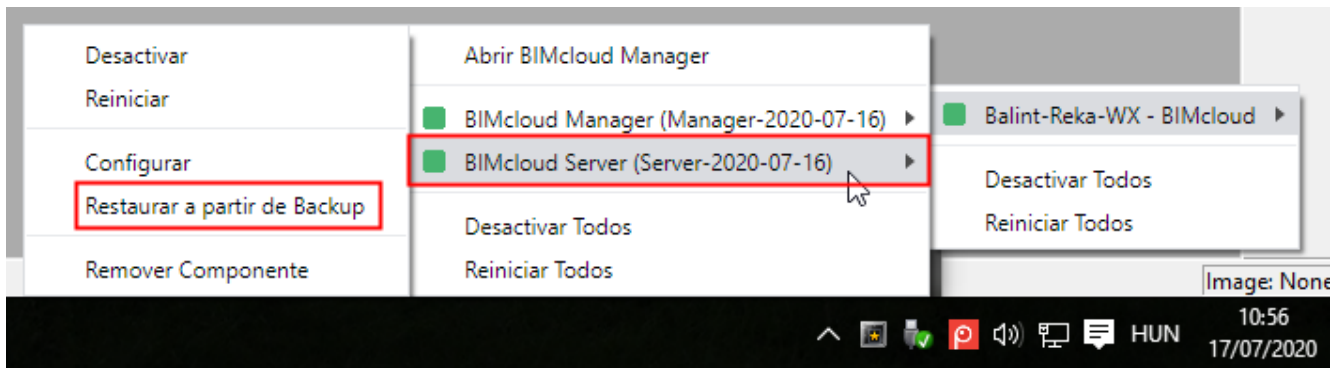 Desactivar
Reiniciar
Configurar
Restaurar a partir de Backup
Remover Componente
Abrir BIMcloud Manager
BIMcloud Manager (Manager-2020-07-16)
BIMcloud Server (Server-2020-07-16)
Desactivar Todos
Reiniciar Todos
Balint-Reka-WX - BIMcloud
Desactivar Todos
Reiniciar Todos
Image: None
HUN
10:56
17/07/2020